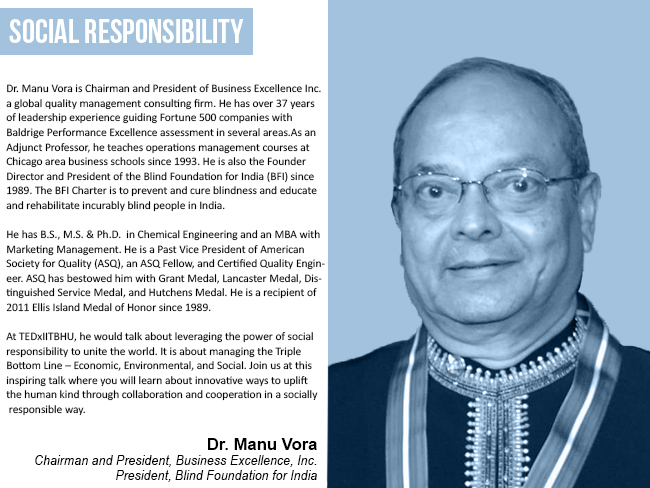 SOCIAL RESPONSIBILITY
Dr. Manu Vora is Chairman and President of Business Excellence Inc.
a global quality management consulting firm. He has over 37 years
of leadership experience guiding Fortune 500 companies with
Baldrige Performance Excellence assessment in several areas.As an
Adjunct Professor, he teaches operations management courses at
Chicago area business schools since 1993. He is also the Founder
Director and President of the Blind Foundation for India (BFI) since
1989. The BFI Charter is to prevent and cure blindness and educate
and rehabilitate incurably blind people in India.
He has B.S., M.S. & Ph.D. in Chemical Engineering and an MBA with
Marketing Management. He is a Past Vice President of American
Society for Quality (ASQ), an ASQ Fellow, and Certified Quality Engin-
eer. ASQ has bestowed him with Grant Medal, Lancaster Medal, Dis-
tinguished Service Medal, and Hutchens Medal. He is a recipient of
2011 Ellis Island Medal of Honor since 1989.
At TEDxIITBHU, he would talk about leveraging the power of social
responsibility to unite the world. It is about managing the Triple
Bottom Line – Economic, Environmental, and Social. Join us at this
inspiring talk where you will learn about innovative ways to uplift
the human kind through collaboration and cooperation in a socially
responsible way.
Dr. Manu Vora
Chairman and President, Business Excellence, Inc.
President, Blind Foundation for India